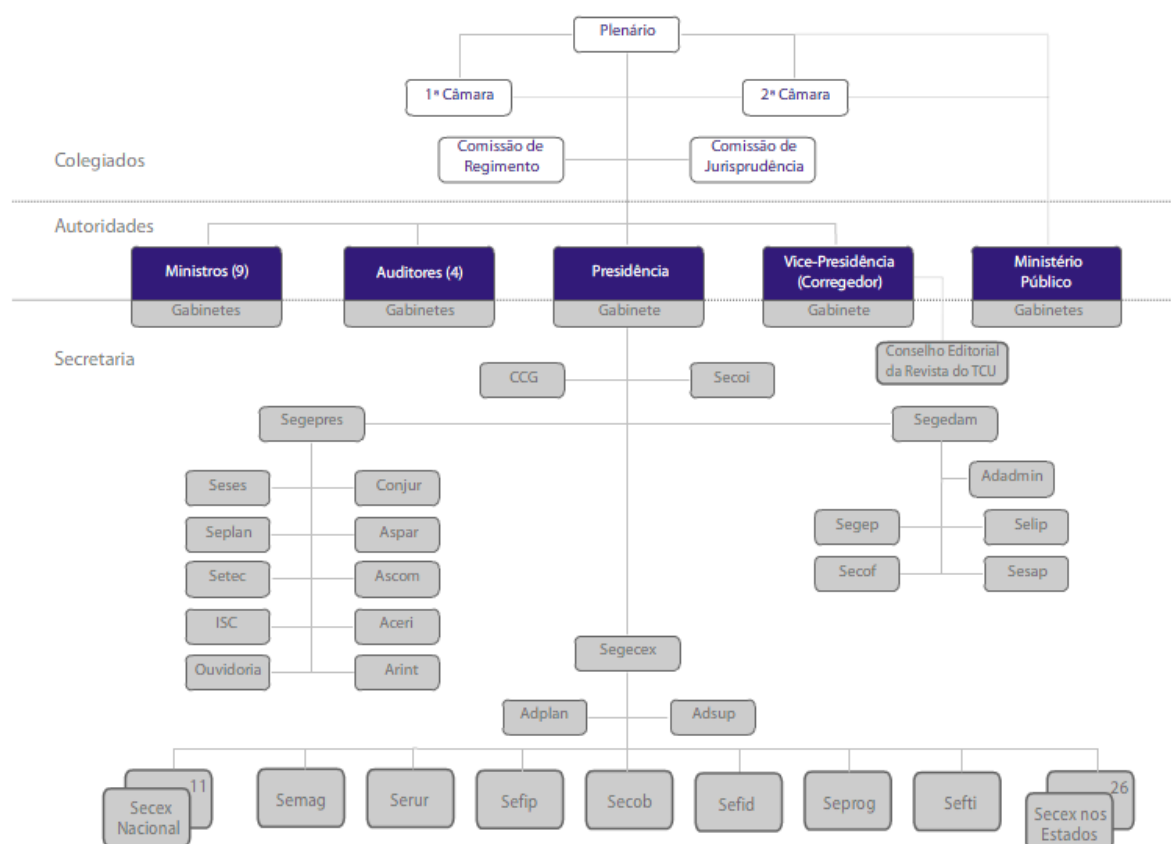 Plenário
1ª Câmara
2ª Câmara
Comissão de
Regimento
Comissão de
Jurisprudência
Colegiados
Autoridades
Ministros (9)
Gabinetes
Auditores (4)
Gabinetes
Presidência
Gabinete
Vice-Presidência
(Corregedor)
Gabinete
Ministério
Público
Gabinetes
Conselho Editorial
da Revista do TCU
Secretaria
CCG
Secoi
Segepres
Segedam
Seses
Conjur
Seplan
Aspar
Setec
Ascom
ISC
Aceri
Ouvidoria
Arint
Adadmin
Segep
Selip
Secof
Sesap
Segecex
Adplan
Adsup
11
Secex
Nacional
Semag
Serur
Sefip
Secob
Sefid
Seprog
Sefti
26
Secex nos
Estados